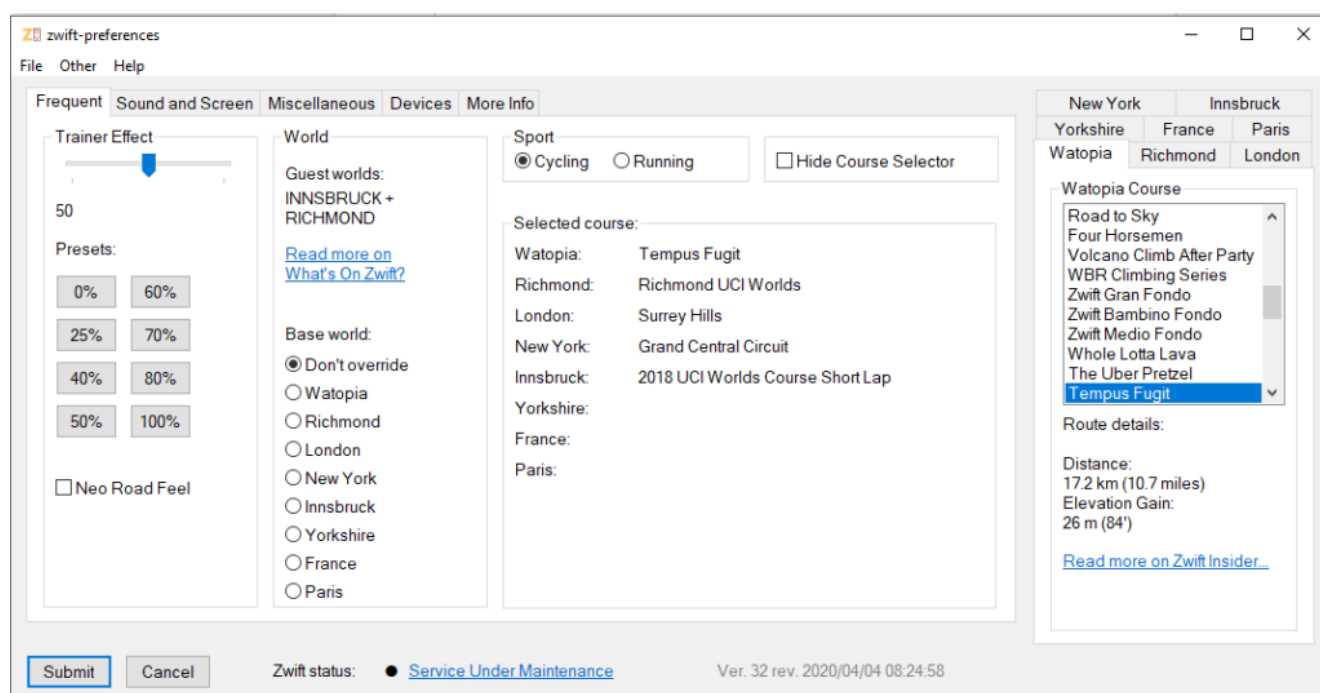 zwift-preferences
File Other Help
Frequent Sound and Screen Miscellaneous Devices More Info
Trainer Effect
50
Presets:
0% 60%
25% 70%
40% 80%
50% 100%
Neo Road Feel
World
Guest worlds:
INNSBRUCK +
RICHMOND
Read more on
What's On Zwift?
Base world:
Don't override
Watopia
Richmond
London
New York
Innsbruck
Yorkshire
France
Paris
Sport
Cycling Running
Hide Course Selector
Selected course:
Watopia: Tempus Fugit
Richmond: Richmond UCI Worlds
London: Surrey Hills
New York: Grand Central Circuit
Innsbruck: 2018 UCI Worlds Course Short Lap
Yorkshire:
France:
Paris:
New York Innsbruck
Yorkshire France Paris
Watopia Richmond London
Watopia Course
Road to Sky
Four Horsemen
Volcano Climb After Party
WBR Climbing Series
Zwift Gran Fondo
Zwift Bambino Fondo
Zwift Medio Fondo
Whole Lotta Lava
The Uber Pretzel
Tempus Fugit
Route details:
Distance:
17.2 km (10.7 miles)
Elevation Gain:
26 m (84')
Read more on Zwift Insider...
Submit Cancel Zwift status: Service Under Maintenance Ver. 32 rev. 2020/04/04 08:24:58